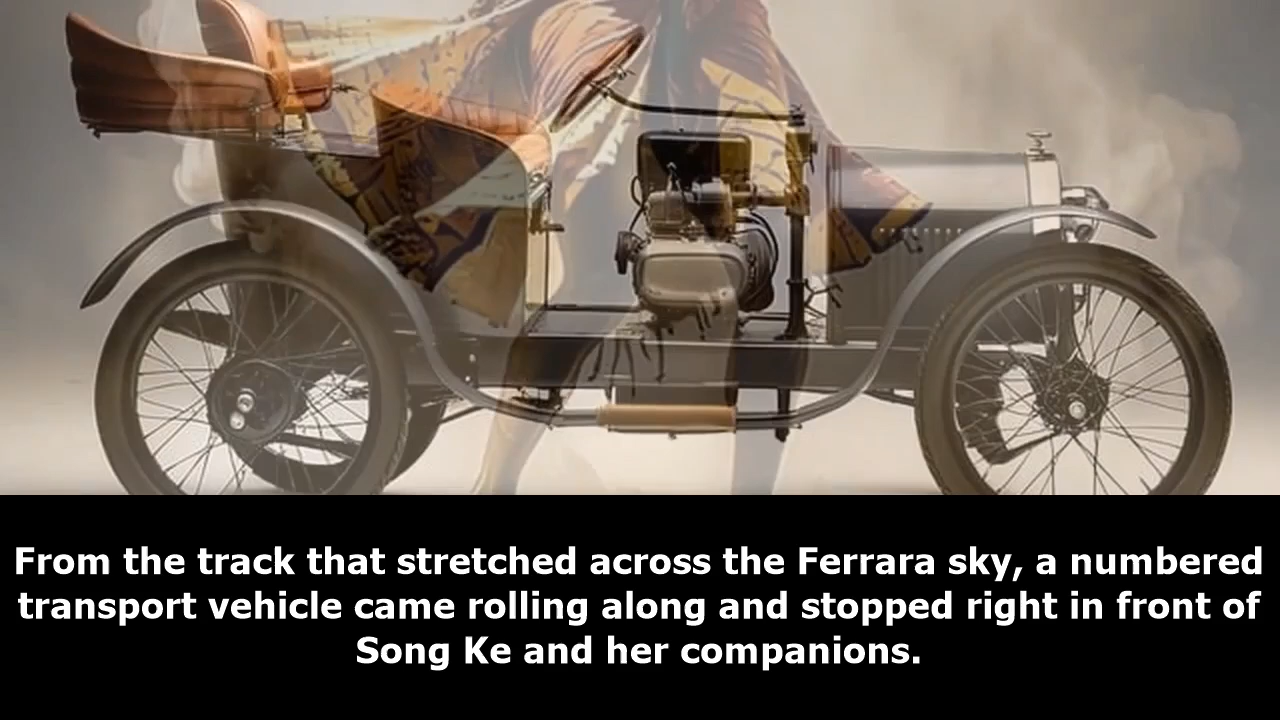 From the track that stretched across the Ferrara sky, a numbered
transport vehicle came rolling along and stopped right in front of
Song Ke and her companions.